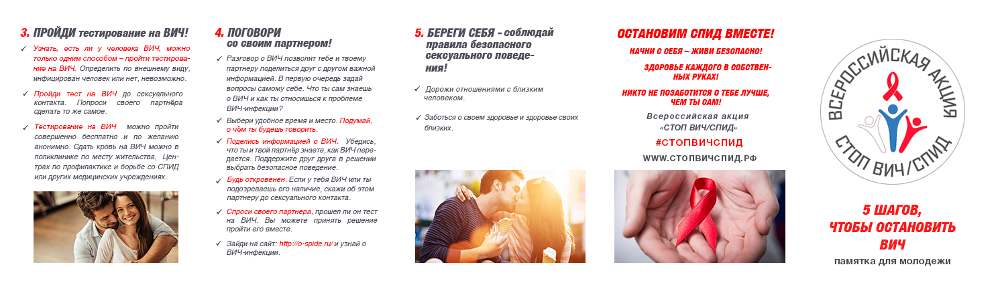 3. ПРОЙДИ тестирование на ВИЧ!
Узнать, есть ли у человека ВИЧ, можно
только одним способом – пройти тестирова-
ние на ВИЧ. Определить по внешнему виду,
инфицирован человек или нет, невозможно.
Пройди тест на ВИЧ до сексуального
контакта. Попроси своего партнёра
сделать то же самое.
Тестирование на ВИЧ можно пройти
совершенно бесплатно и по желанию
анонимно. Сдать кровь на ВИЧ можно в
поликлинике по месту жительства, Цен-
трах по профилактике и борьбе со СПИД
или других медицинских учреждениях.
4. ПОГОВОРИ
со своим партнером!
Разговор о ВИЧ позволит тебе и твоему
партнеру поделиться друг с другом важной
информацией. В первую очередь задай
вопросы самому себе. Что ты сам знаешь
о ВИЧ и как ты относишься к проблеме
ВИЧ-инфекции?
Выбери удобное время и место. Подумай,
о чём ты будешь говорить.
Поделись информацией о ВИЧ. Убедись,
что ты и твой партнёр знаете, как ВИЧ пере-
дается. Поддержите друг друга в решении
выбрать безопасное поведение.
Будь откровенен. Если у тебя ВИЧ или ты
подозреваешь его наличие, скажи об этом
партнеру до сексуального контакта.
Спроси своего партнера, прошел ли он тест
на ВИЧ. Вы можете принять решение
пройти его вместе.
Зайди на сайт: http://o-spide.ru/ и узнай о
ВИЧ-инфекции.
5. БЕРЕГИ СЕБЯ - соблюдай
правила безопасного
сексуального поведе-
ния!
Дорожи отношениями с близким
человеком.
Заботься о своем здоровье и здоровье своих
близких.
ОСТАНОВИМ СПИД ВМЕСТЕ!
НАЧНИ С СЕБЯ – ЖИВИ БЕЗОПАСНО!
ЗДОРОВЬЕ КАЖДОГО В СОБСТВЕН-
НЫХ РУКАХ!
НИКТО НЕ ПОЗАБОТИТСЯ О ТЕБЕ ЛУЧШЕ,
ЧЕМ ТЫ САМ!
Всероссийская акция
«СТОП ВИЧ/СПИД»
#СТОПВИЧСПИД
WWW.СТОПВИЧСПИД.РФ
ВСЕРОССИЙСКАЯ АКЦИЯ
СТОП ВИЧ/СПИД
5 ШАГОВ,
ЧТОБЫ ОСТАНОВИТЬ
ВИЧ
памятка для молодежи